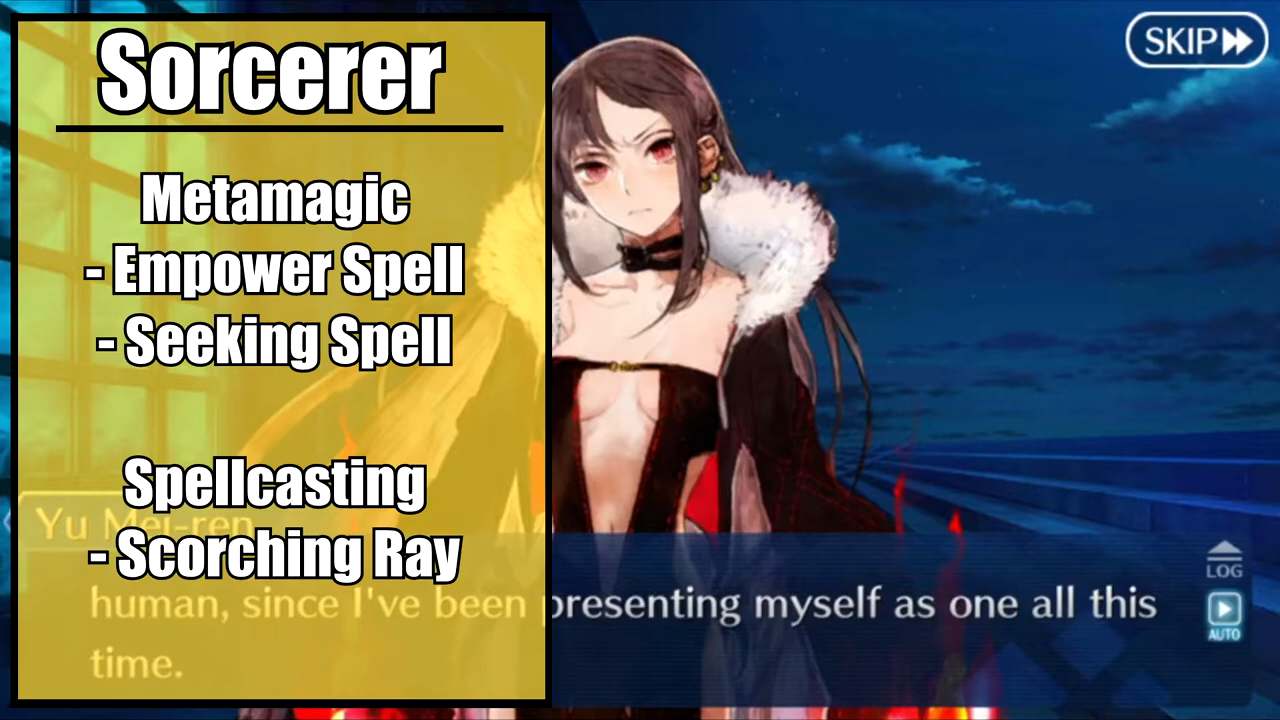 Sorcerer
Metamagic
- Empower Spell
- Seeking Spell
Spellcasting
- Scorching Ray
SKIP
Yu Mei-ren
human, since I've been presenting myself as one all this
time.
LOG
AUTO